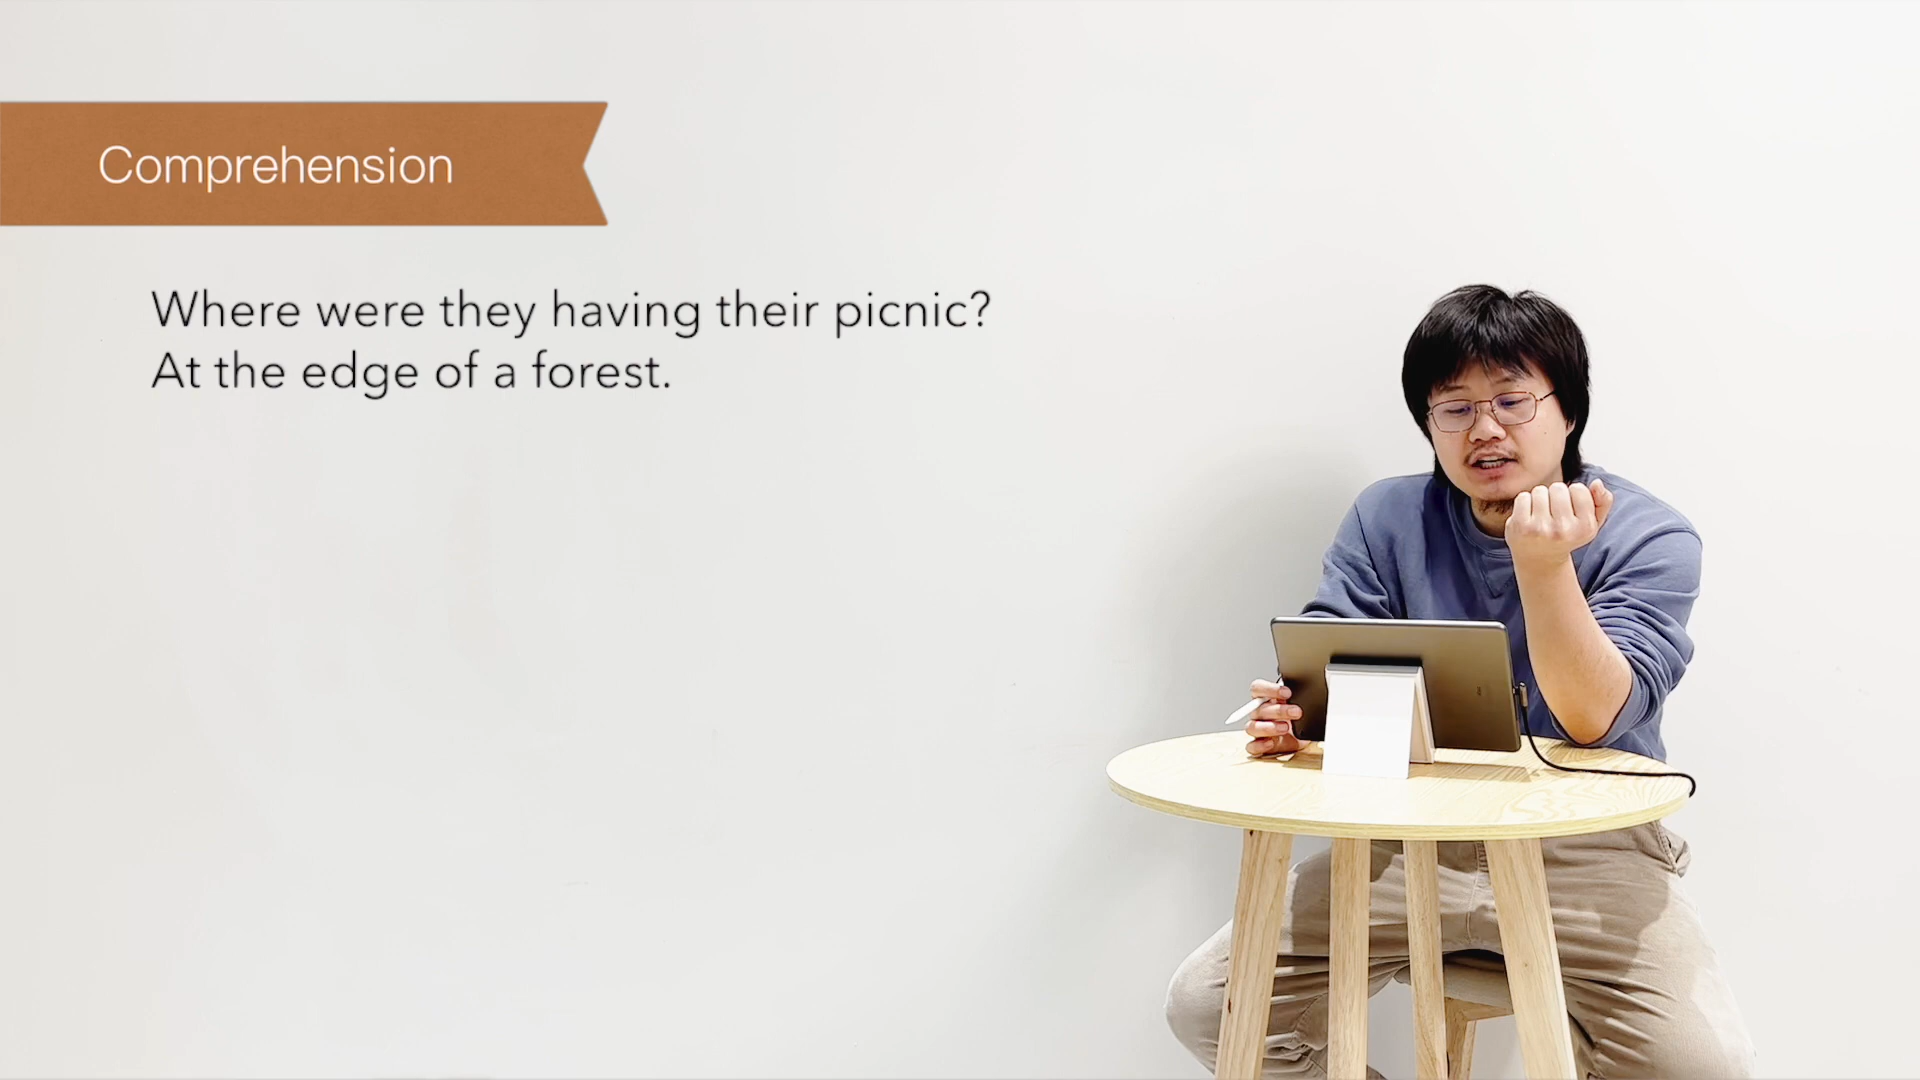 Comprehension
Where were they having their picnic?
At the edge of a forest.